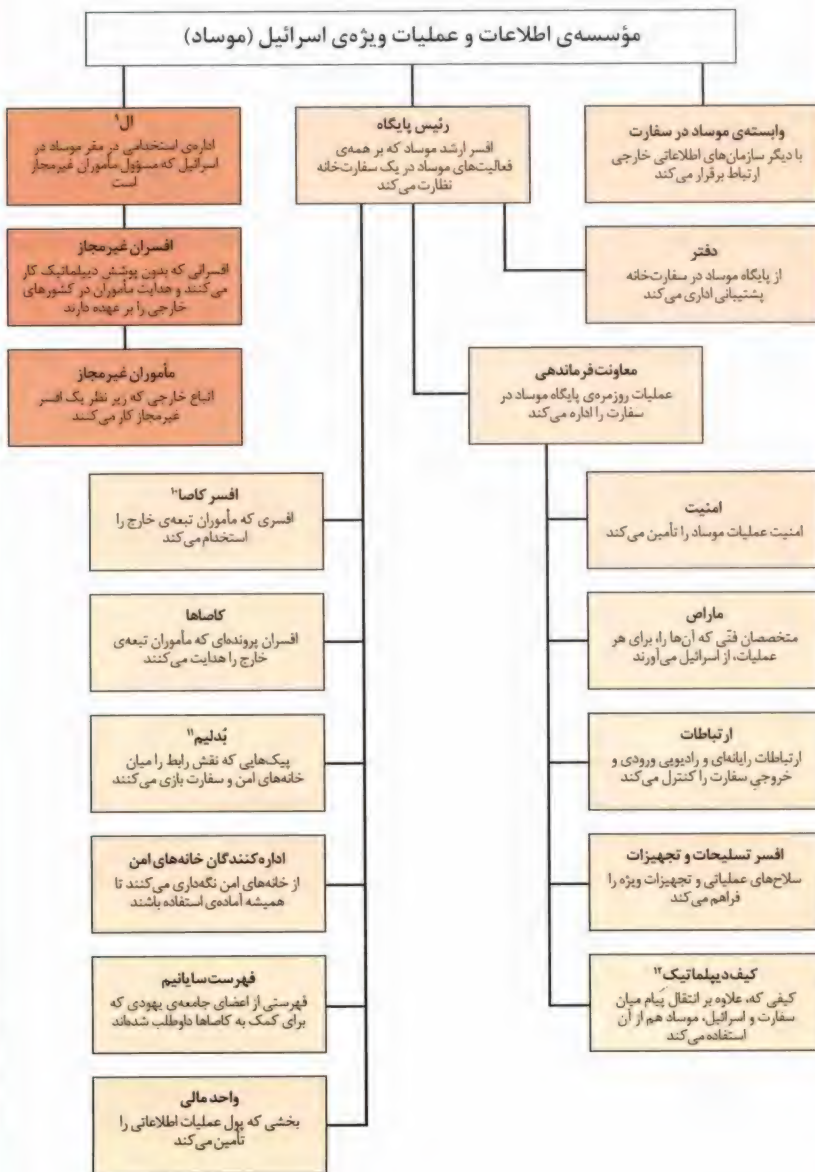 مؤسسه‌ی اطلاعات و عملیات ویژه‌ی اسرائیل (موساد)
وابسته‌ی موساد در سفارت
با دیگر سازمان‌های اطلاعاتی خارجی
ارتباط برقرار می‌کند
رئیس پایگاه
افسر ارشد موساد که بر همه‌ی
فعالیت‌های موساد در یک سفارت‌خانه
نظارت می‌کند
ال⁹
اداره‌ی استخدامی در مقر موساد در
اسرائیل که مسؤول مأموران غیرمجاز
است
دفتر
از پایگاه موساد در سفارت‌خانه
پشتیبانی اداری می‌کند
افسران غیرمجاز
افسرانی که بدون پوشش دیپلماتیک کار
می‌کنند و هدایت مأموران در کشورهای
خارجی را بر عهده دارند
معاونت فرماندهی
عملیات روزمره‌ی پایگاه موساد در
سفارت را اداره می‌کند
مأموران غیرمجاز
اتباع خارجی که زیر نظر یک افسر
غیرمجاز کار می‌کنند
امنیت
امنیت عملیات موساد را تأمین می‌کند
ماراص
متخصصان فنّی که آن‌ها را، برای هر
عملیات، از اسرائیل می‌آورند
ارتباطات
ارتباطات رایانه‌ای و رادیویی ورودی و
خروجیِ سفارت را کنترل می‌کند
افسر تسلیحات و تجهیزات
سلاح‌های عملیاتی و تجهیزات ویژه را
فراهم می‌کند
کیف دیپلماتیک¹²
کیفی که، علاوه بر انتقال پیام میان
سفارت و اسرائیل، موساد هم از آن
استفاده می‌کند
افسر کاصا¹⁰
افسری که مأموران تبعه‌ی خارج را
استخدام می‌کند
کاصاها
افسران پرونده‌ای که مأموران تبعه‌ی
خارج را هدایت می‌کنند
بُدلیم¹¹
پیک‌هایی که نقش رابط را میان
خانه‌های امن و سفارت بازی می‌کنند
اداره کنندگان خانه‌های امن
از خانه‌های امن نگه‌داری می‌کنند تا
همیشه آماده‌ی استفاده باشند
فهرست سایانیم
فهرستی از اعضای جامعه‌ی یهودی که
برای کمک به کاصاها داوطلب شده‌اند
واحد مالی
بخشی که پول عملیات اطلاعاتی را
تأمین می‌کند